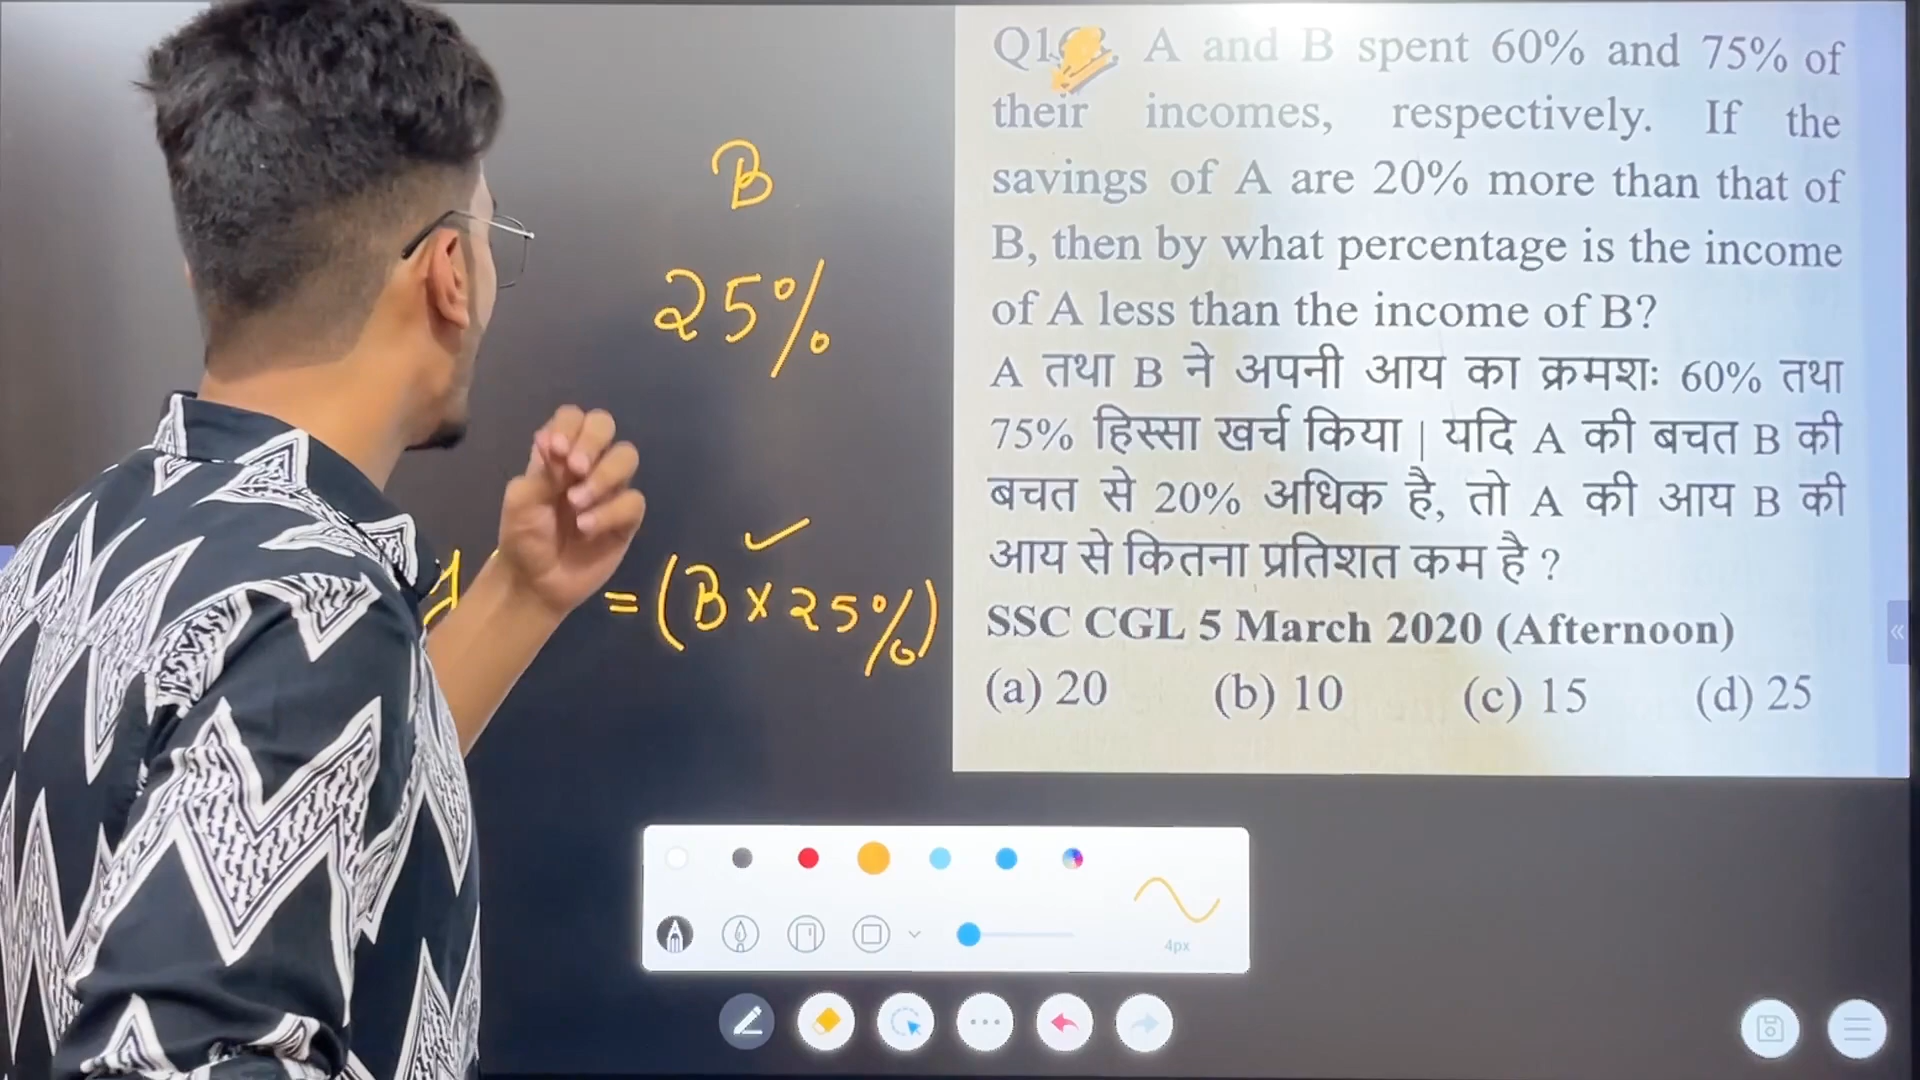 B
25%
= (B × 25%)
A and B spent 60% and 75% of
their incomes, respectively. If the
savings of A are 20% more than that of
B, then by what percentage is the income
of A less than the income of B?
A तथा B ने अपनी आय का क्रमशः 60% तथा
75% हिस्सा खर्च किया | यदि A की बचत B की
बचत से 20% अधिक है, तो A की आय B की
आय से कितना प्रतिशत कम है ?
SSC CGL 5 March 2020 (Afternoon)
(a) 20 (b) 10 (c) 15 (d) 25
4px